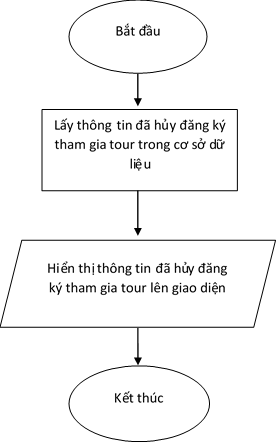 Bắt đầu
Lấy thông tin đã hủy đăng ký
tham gia tour trong cơ sở dữ
liệu
Hiển thị thông tin đã hủy đăng
ký tham gia tour lên giao diện
Kết thúc